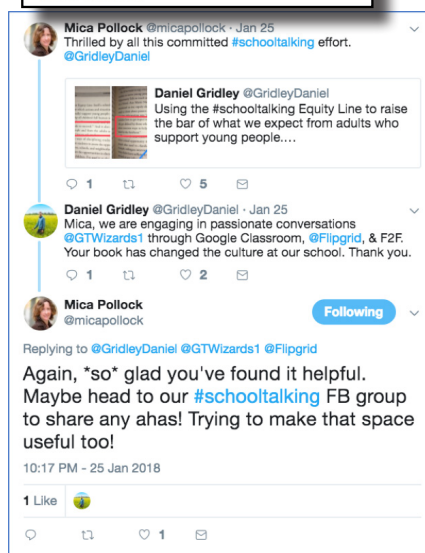 Mica Pollock @micapollock · Jan 25
Thrilled by all this committed #schooltalking effort.
@GridleyDaniel
Daniel Gridley @GridleyDaniel
Using the #schooltalking Equity Line to raise
the bar of what we expect from adults who
support young people....
1 5
Daniel Gridley @GridleyDaniel · Jan 25
Mica, we are engaging in passionate conversations
@GTWizards1 through Google Classroom, @Flipgrid, & F2F.
Your book has changed the culture at our school. Thank you.
1 2
Mica Pollock
@micapollock
Following
Replying to @GridleyDaniel @GTWizards1 @Flipgrid
Again, *so* glad you've found it helpful.
Maybe head to our #schooltalking FB group
to share any ahas! Trying to make that space
useful too!
10:17 PM - 25 Jan 2018
1 Like
1